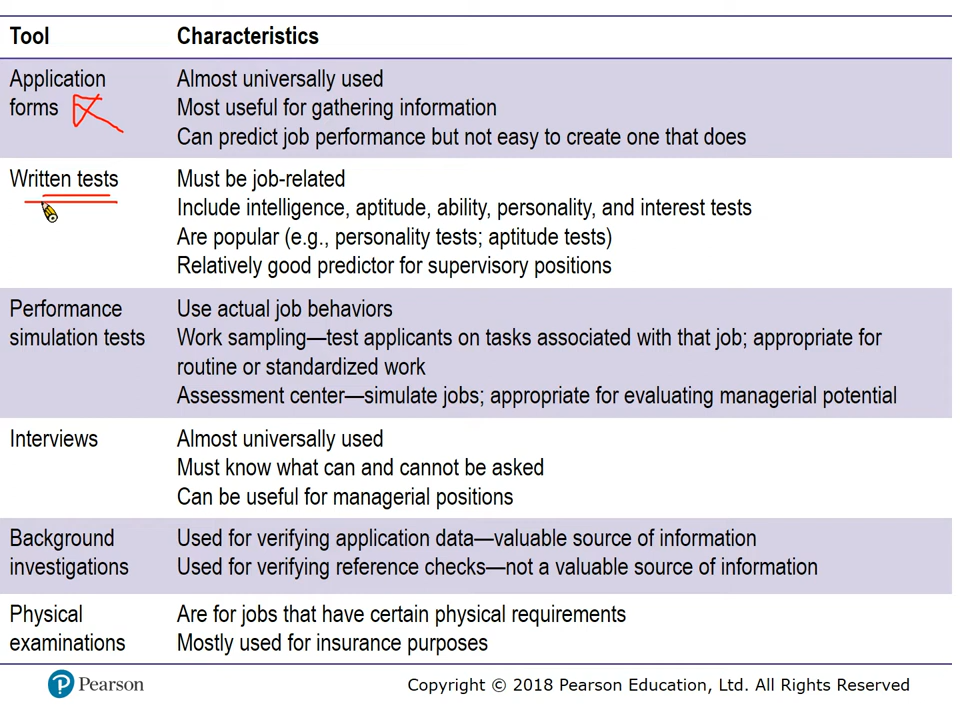 Tool Characteristics
Application forms
Almost universally used
Most useful for gathering information
Can predict job performance but not easy to create one that does
Written tests
Must be job-related
Include intelligence, aptitude, ability, personality, and interest tests
Are popular (e.g., personality tests; aptitude tests)
Relatively good predictor for supervisory positions
Performance
simulation tests
Use actual job behaviors
Work sampling—test applicants on tasks associated with that job; appropriate for
routine or standardized work
Assessment center—simulate jobs; appropriate for evaluating managerial potential
Interviews
Almost universally used
Must know what can and cannot be asked
Can be useful for managerial positions
Background
investigations
Used for verifying application data—valuable source of information
Used for verifying reference checks—not a valuable source of information
Physical
examinations
Are for jobs that have certain physical requirements
Mostly used for insurance purposes
P Pearson
Copyright © 2018 Pearson Education, Ltd. All Rights Reserved